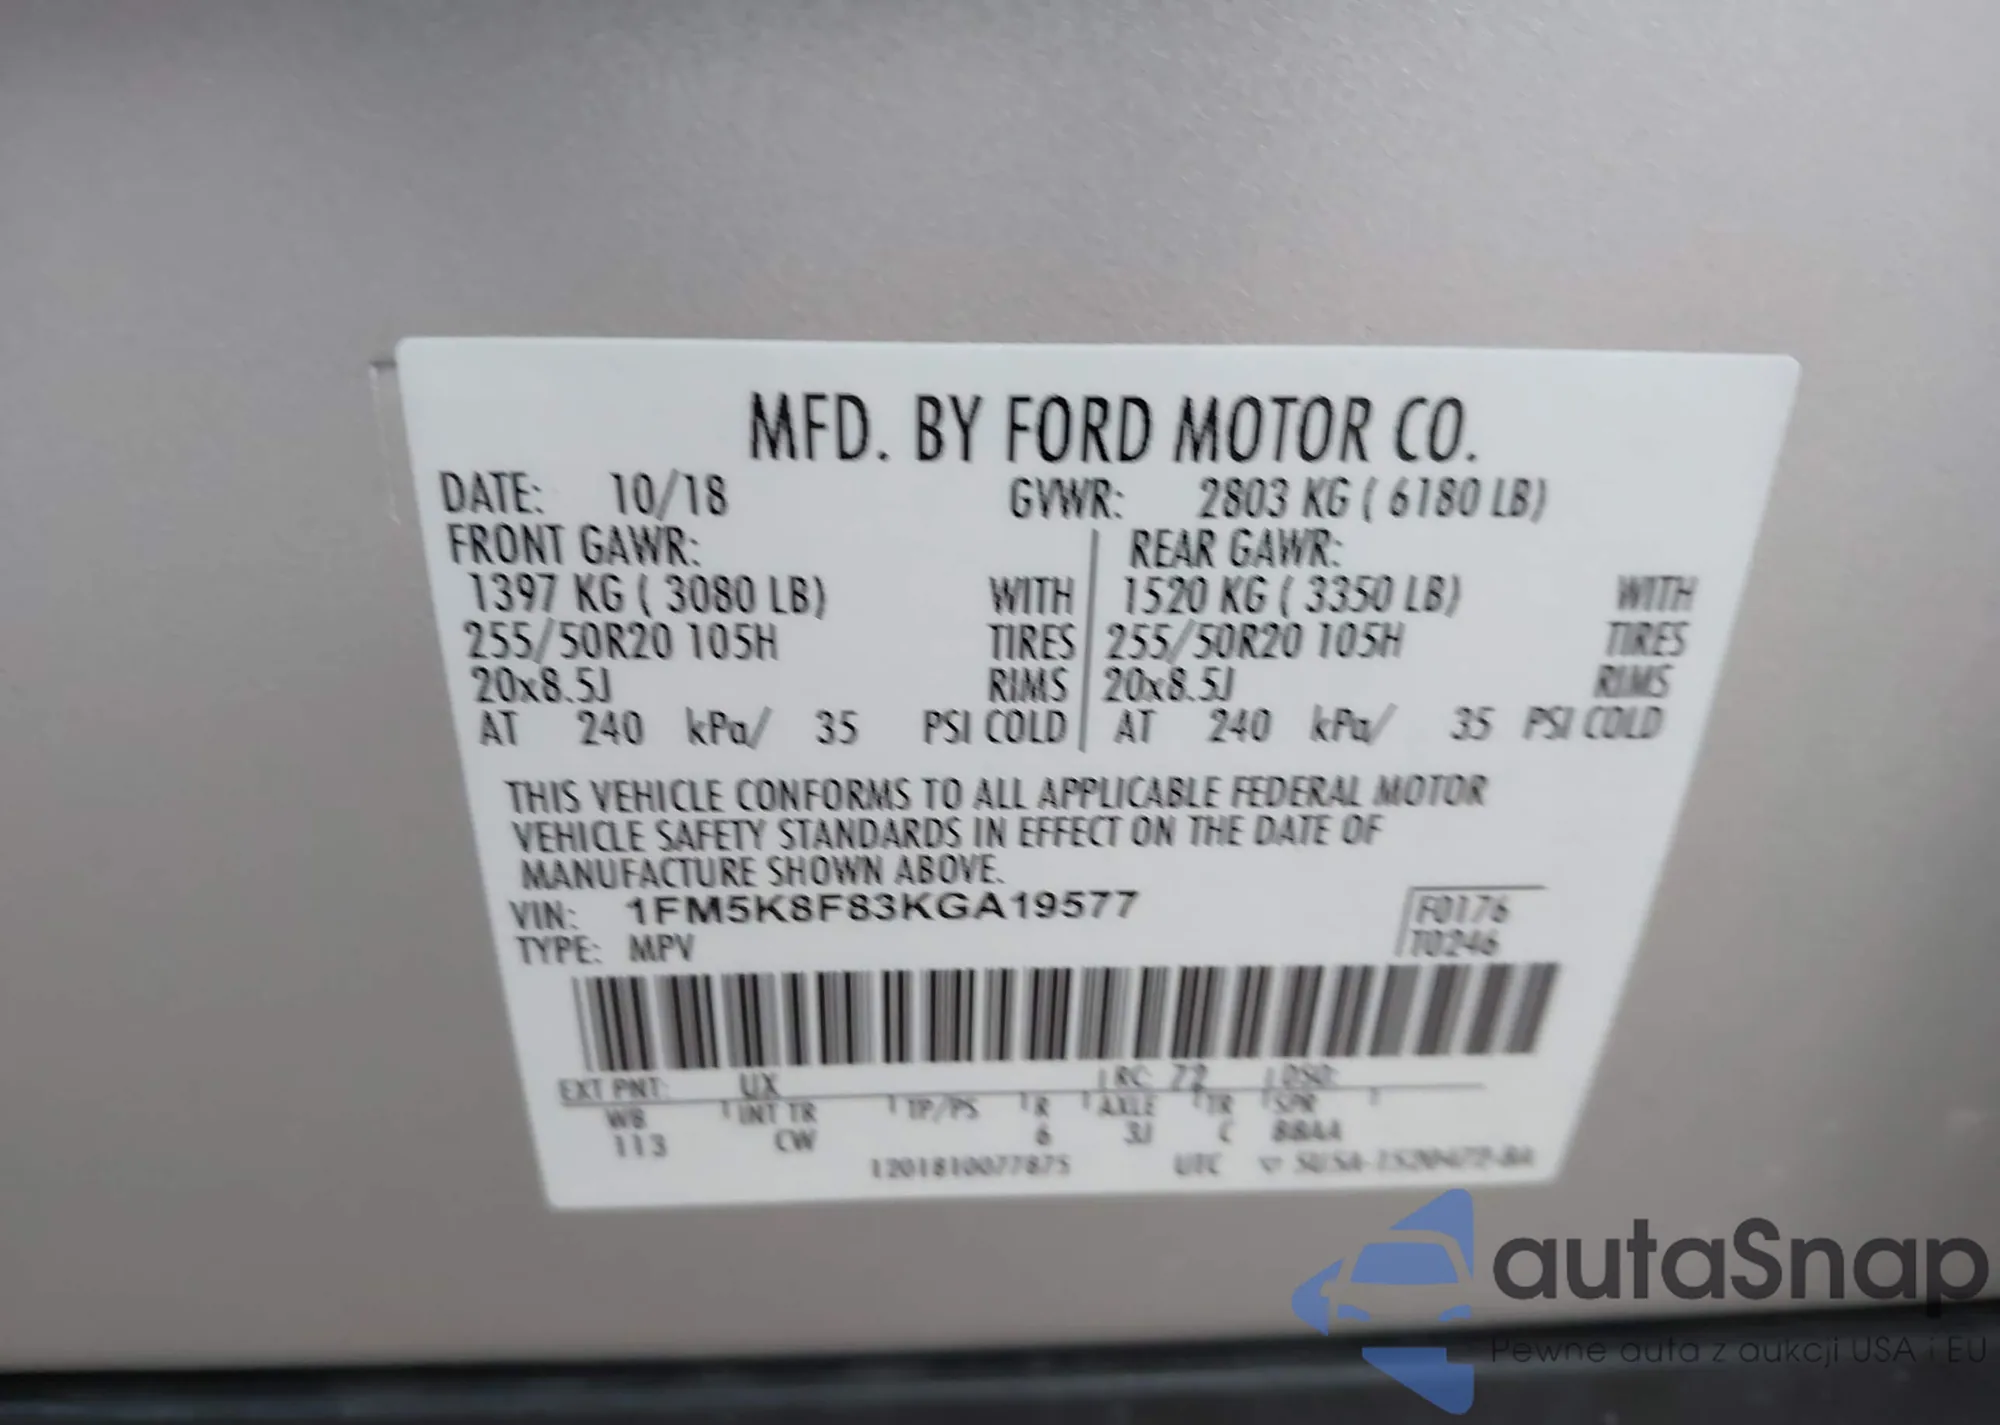 MFD. BY FORD MOTOR CO.
DATE: 10/18 GVWR: 2803 KG ( 6180 LB)
FRONT GAWR: REAR GAWR:
1397 KG ( 3080 LB) WITH 1520 KG ( 3350 LB) WITH
255/50R20 105H TIRES 255/50R20 105H TIRES
20x8.5J RIMS 20x8.5J RIMS
AT 240 kPa/ 35 PSI COLD AT 240 kPa/ 35 PSI COLD
THIS VEHICLE CONFORMS TO ALL APPLICABLE FEDERAL MOTOR
VEHICLE SAFETY STANDARDS IN EFFECT ON THE DATE OF
MANUFACTURE SHOWN ABOVE.
VIN: 1FM5K8F83KGA19577
F0176
TYPE: MPV
T0246
EXT PNT: UX RC: 72 DSO:
WB INT TR TP/PS R AXLE TR SPR
113 CW 6 3J C BBAA
1201810077875 UTC
autaSnap
Pewne auta z aukcji USA i EU